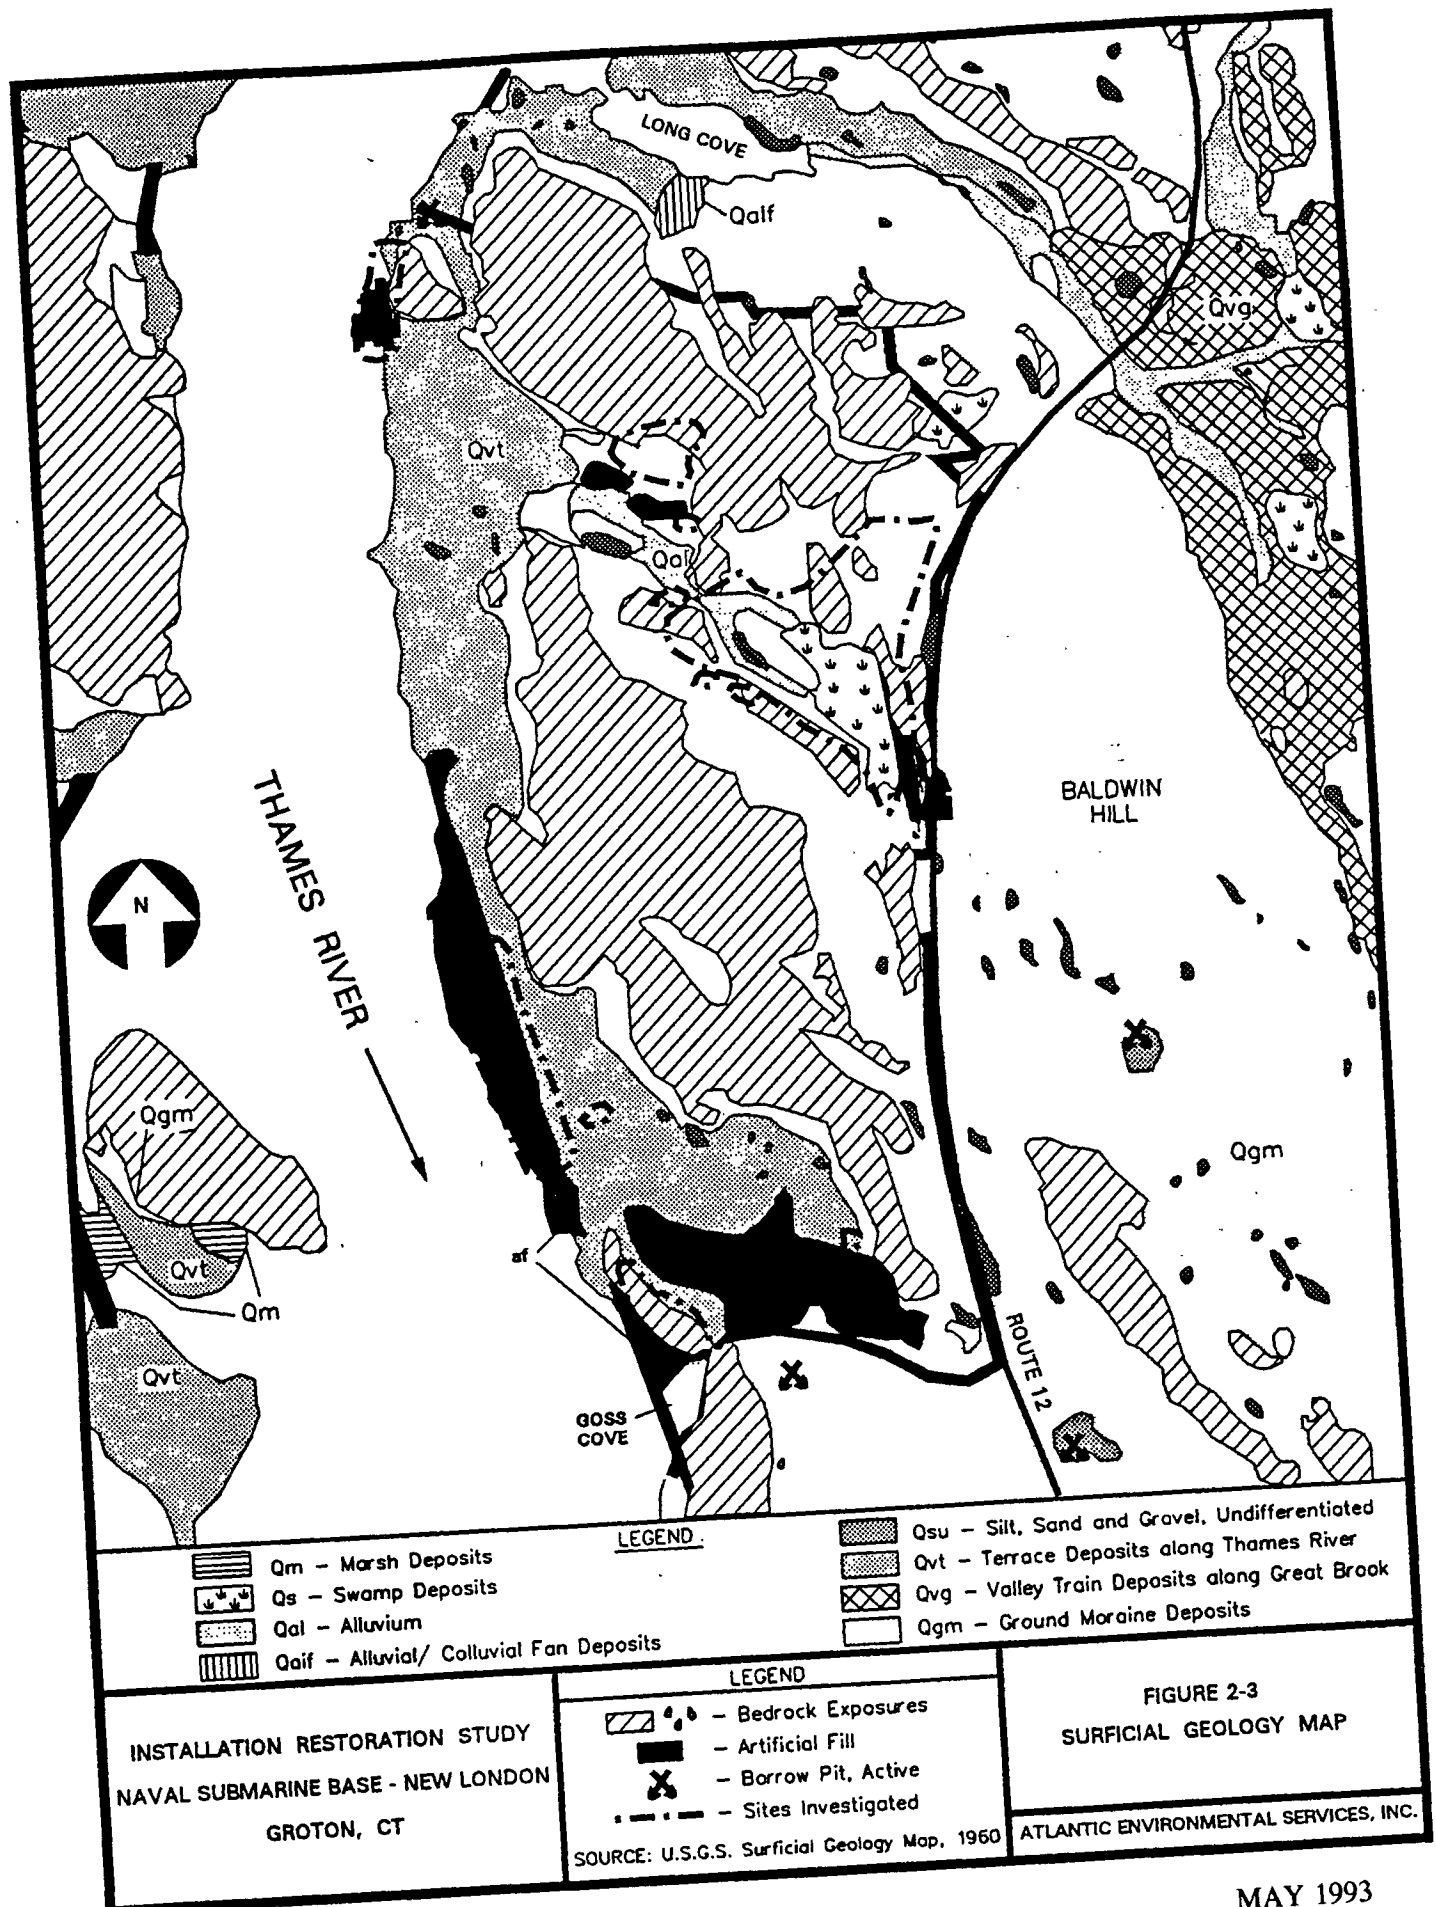 LONG COVE
Qaif
Qvg
Qvt
Qal
THAMES RIVER
BALDWIN
HILL
N
Qgm
Qgm
Qvt
af
Qm
Qvt
ROUTE 12
GOSS
COVE
LEGEND
Qm - Marsh Deposits
Qs - Swamp Deposits
Qal - Alluvium
Qaif - Alluvial/ Colluvial Fan Deposits
Qsu - Silt, Sand and Gravel, Undifferentiated
Qvt - Terrace Deposits along Thames River
Qvg - Valley Train Deposits along Great Brook
Qgm - Ground Moraine Deposits
INSTALLATION RESTORATION STUDY
NAVAL SUBMARINE BASE - NEW LONDON
GROTON, CT
LEGEND
- Bedrock Exposures
- Artificial Fill
- Borrow Pit, Active
- Sites Investigated
SOURCE: U.S.G.S. Surficial Geology Map, 1960
FIGURE 2-3
SURFICIAL GEOLOGY MAP
ATLANTIC ENVIRONMENTAL SERVICES, INC.
MAY 1993